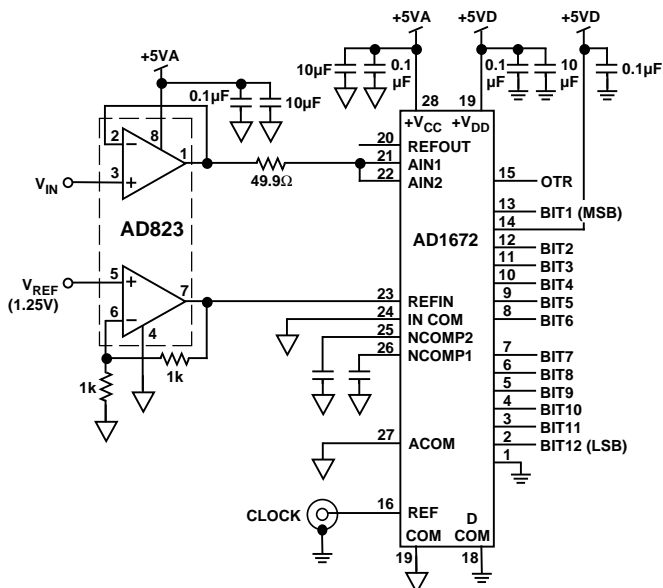 +5VA
+5VD
+5VD
10µF
0.1
µF
0.1
µF
10
µF
0.1µF
+5VA
0.1µF
10µF
28
19
+VCC
+VDD
20
REFOUT
21
AIN1
22
AIN2
2
–
8
1
3
+
VIN
49.9Ω
AD823
AD1672
15
OTR
13
BIT1 (MSB)
14
12
BIT2
11
BIT3
10
BIT4
9
BIT5
8
BIT6
7
BIT7
6
BIT8
5
BIT9
4
BIT10
3
BIT11
2
BIT12 (LSB)
1
VREF
(1.25V)
5
+
7
6
–
4
1k
1k
23
REFIN
24
IN COM
25
NCOMP2
26
NCOMP1
27
ACOM
CLOCK
16
REF
COM
D
COM
19
18